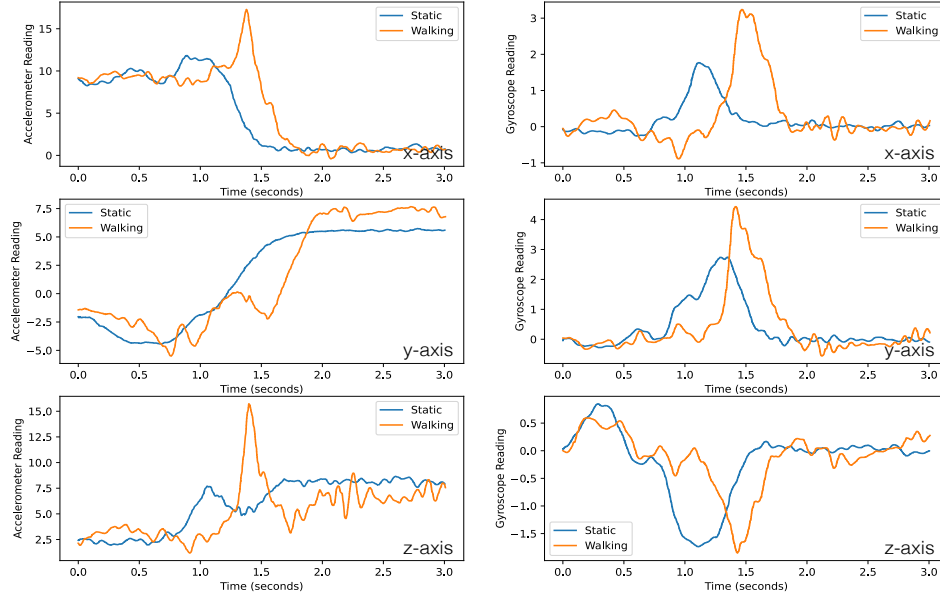 Accelerometer Reading
15
10
5
0
Static
Walking
x-axis
0.0 0.5 1.0 1.5 2.0 2.5 3.0
Time (seconds)
Gyroscope Reading
3
2
1
0
−1
Static
Walking
x-axis
0.0 0.5 1.0 1.5 2.0 2.5 3.0
Time (seconds)
Accelerometer Reading
7.5
5.0
2.5
0.0
−2.5
−5.0
Static
Walking
y-axis
0.0 0.5 1.0 1.5 2.0 2.5 3.0
Time (seconds)
Gyroscope Reading
4
3
2
1
0
Static
Walking
y-axis
0.0 0.5 1.0 1.5 2.0 2.5 3.0
Time (seconds)
Accelerometer Reading
15.0
12.5
10.0
7.5
5.0
2.5
Static
Walking
z-axis
0.0 0.5 1.0 1.5 2.0 2.5 3.0
Time (seconds)
Gyroscope Reading
0.5
0.0
−0.5
−1.0
−1.5
Static
Walking
z-axis
0.0 0.5 1.0 1.5 2.0 2.5 3.0
Time (seconds)